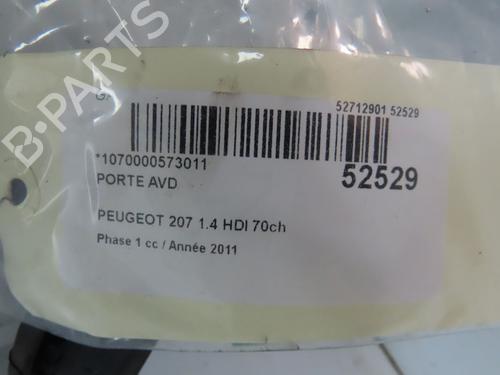 B-PARTS
52712901 52529
*1070000573011
52529
PORTE AVD
PEUGEOT 207 1.4 HDI 70ch
Phase 1 cc / Année 2011